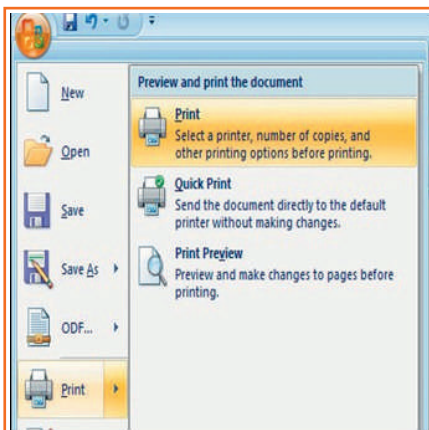 New
Open
Save
Save As
ODF...
Print
Preview and print the document
Print
Select a printer, number of copies, and
other printing options before printing.
Quick Print
Send the document directly to the default
printer without making changes.
Print Preview
Preview and make changes to pages before
printing.